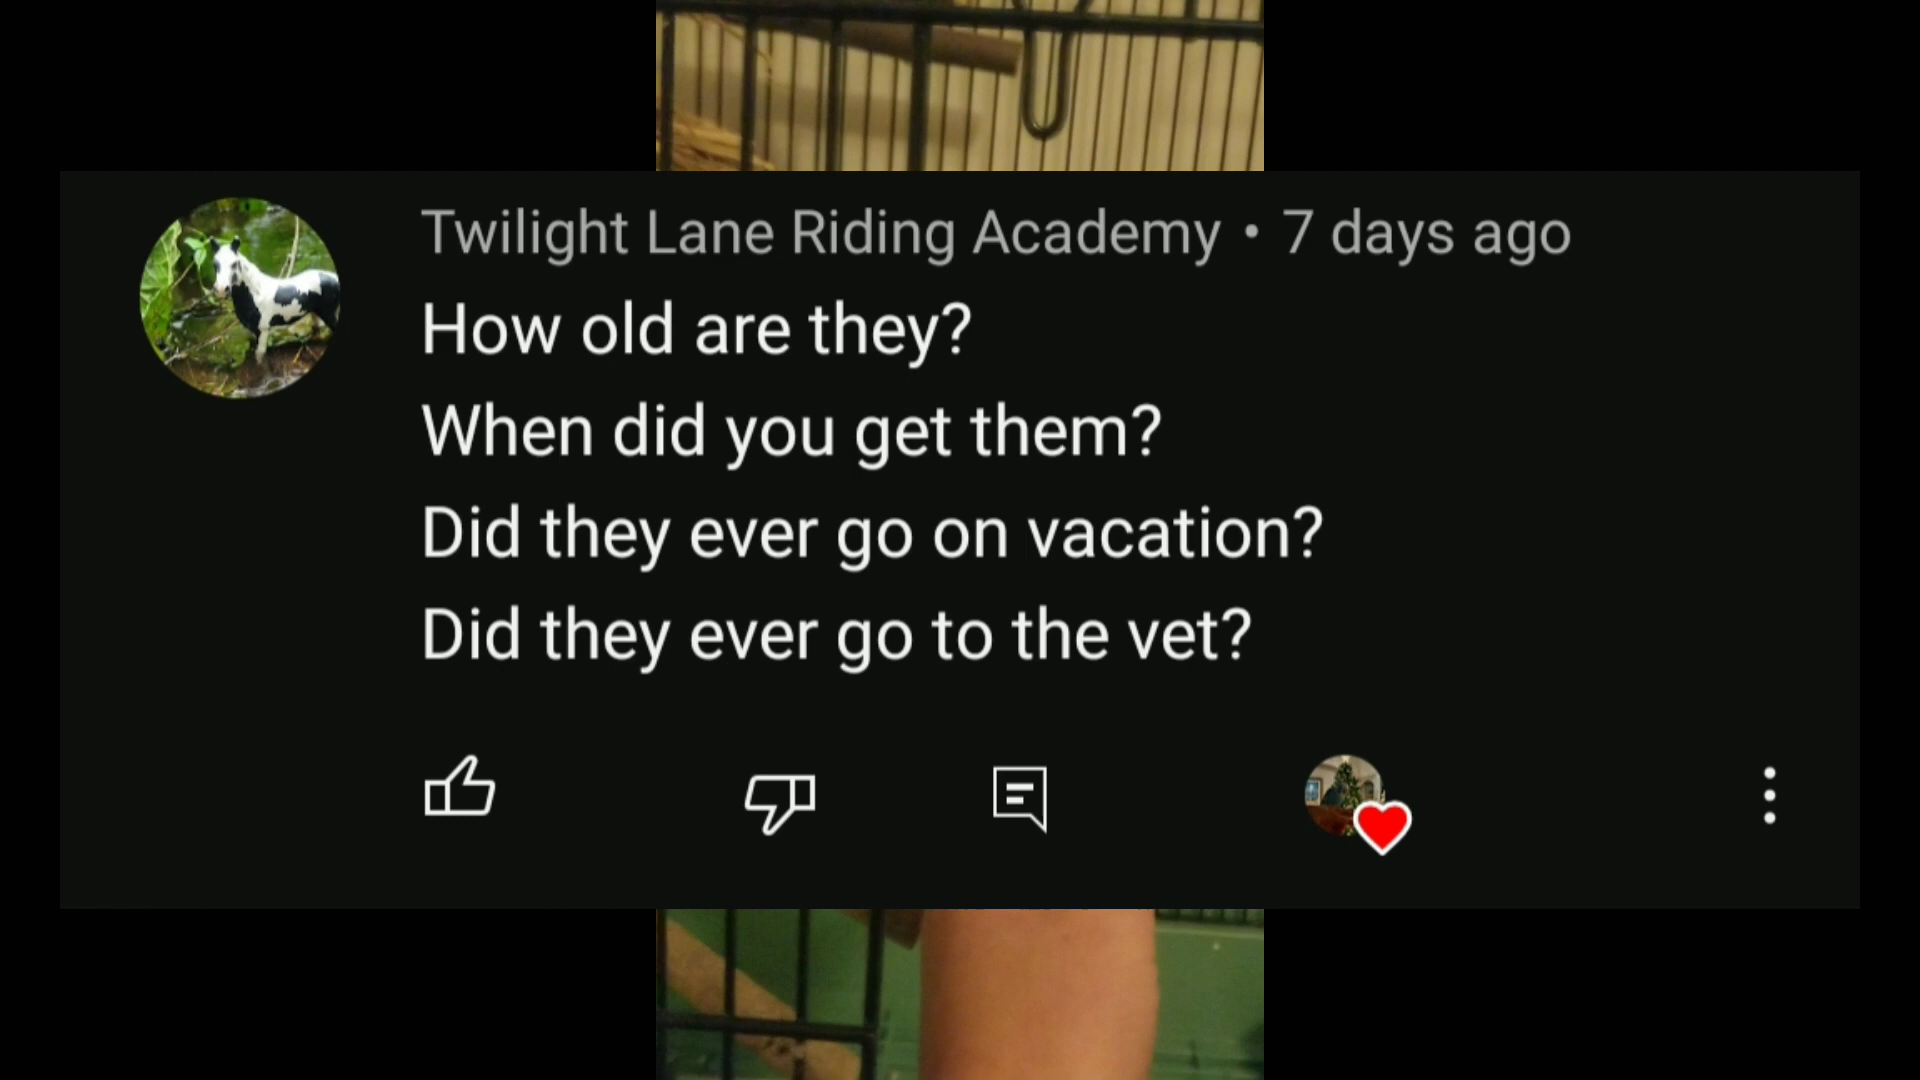 Twilight Lane Riding Academy • 7 days ago
How old are they?
When did you get them?
Did they ever go on vacation?
Did they ever go to the vet?